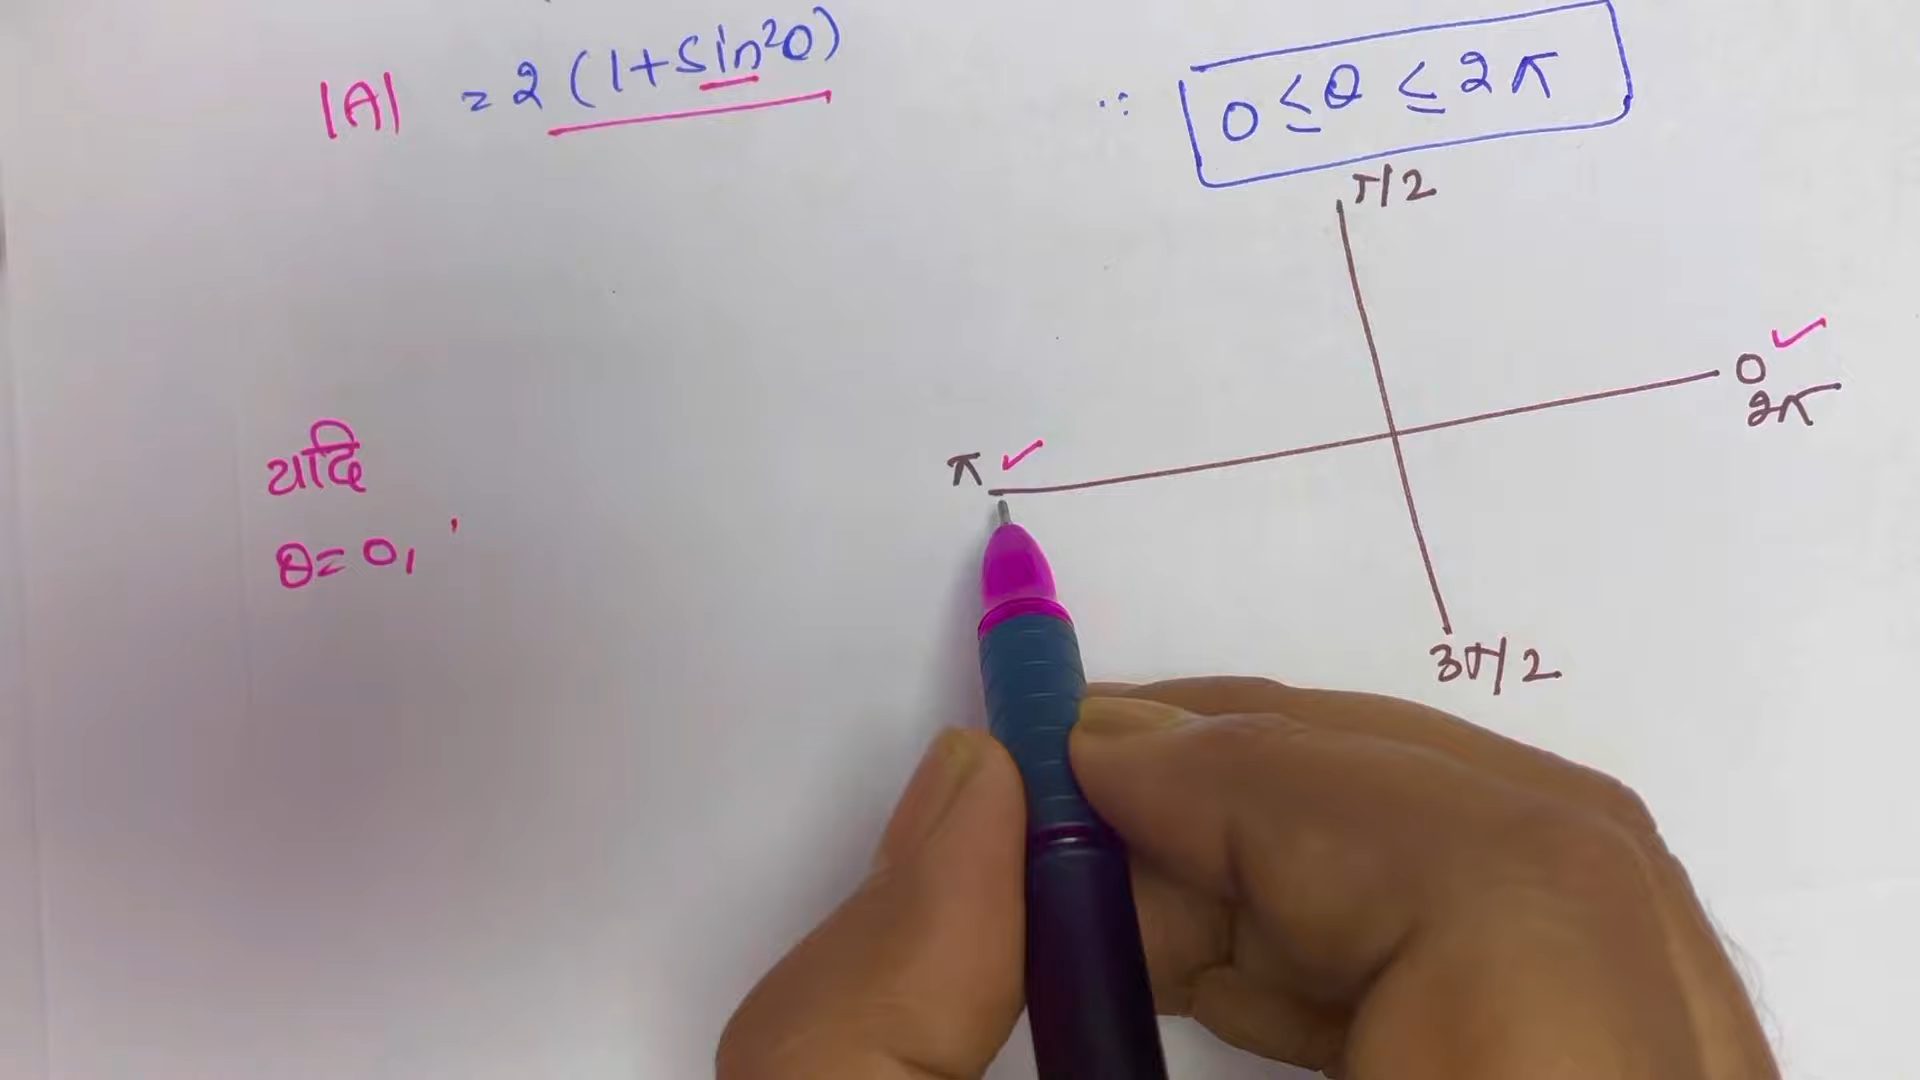 |A| = 2 (1+sin²θ)
∵ 0 ≤ θ ≤ 2π
π/2
0
2π
π
यदि
θ= 0,
3π/2